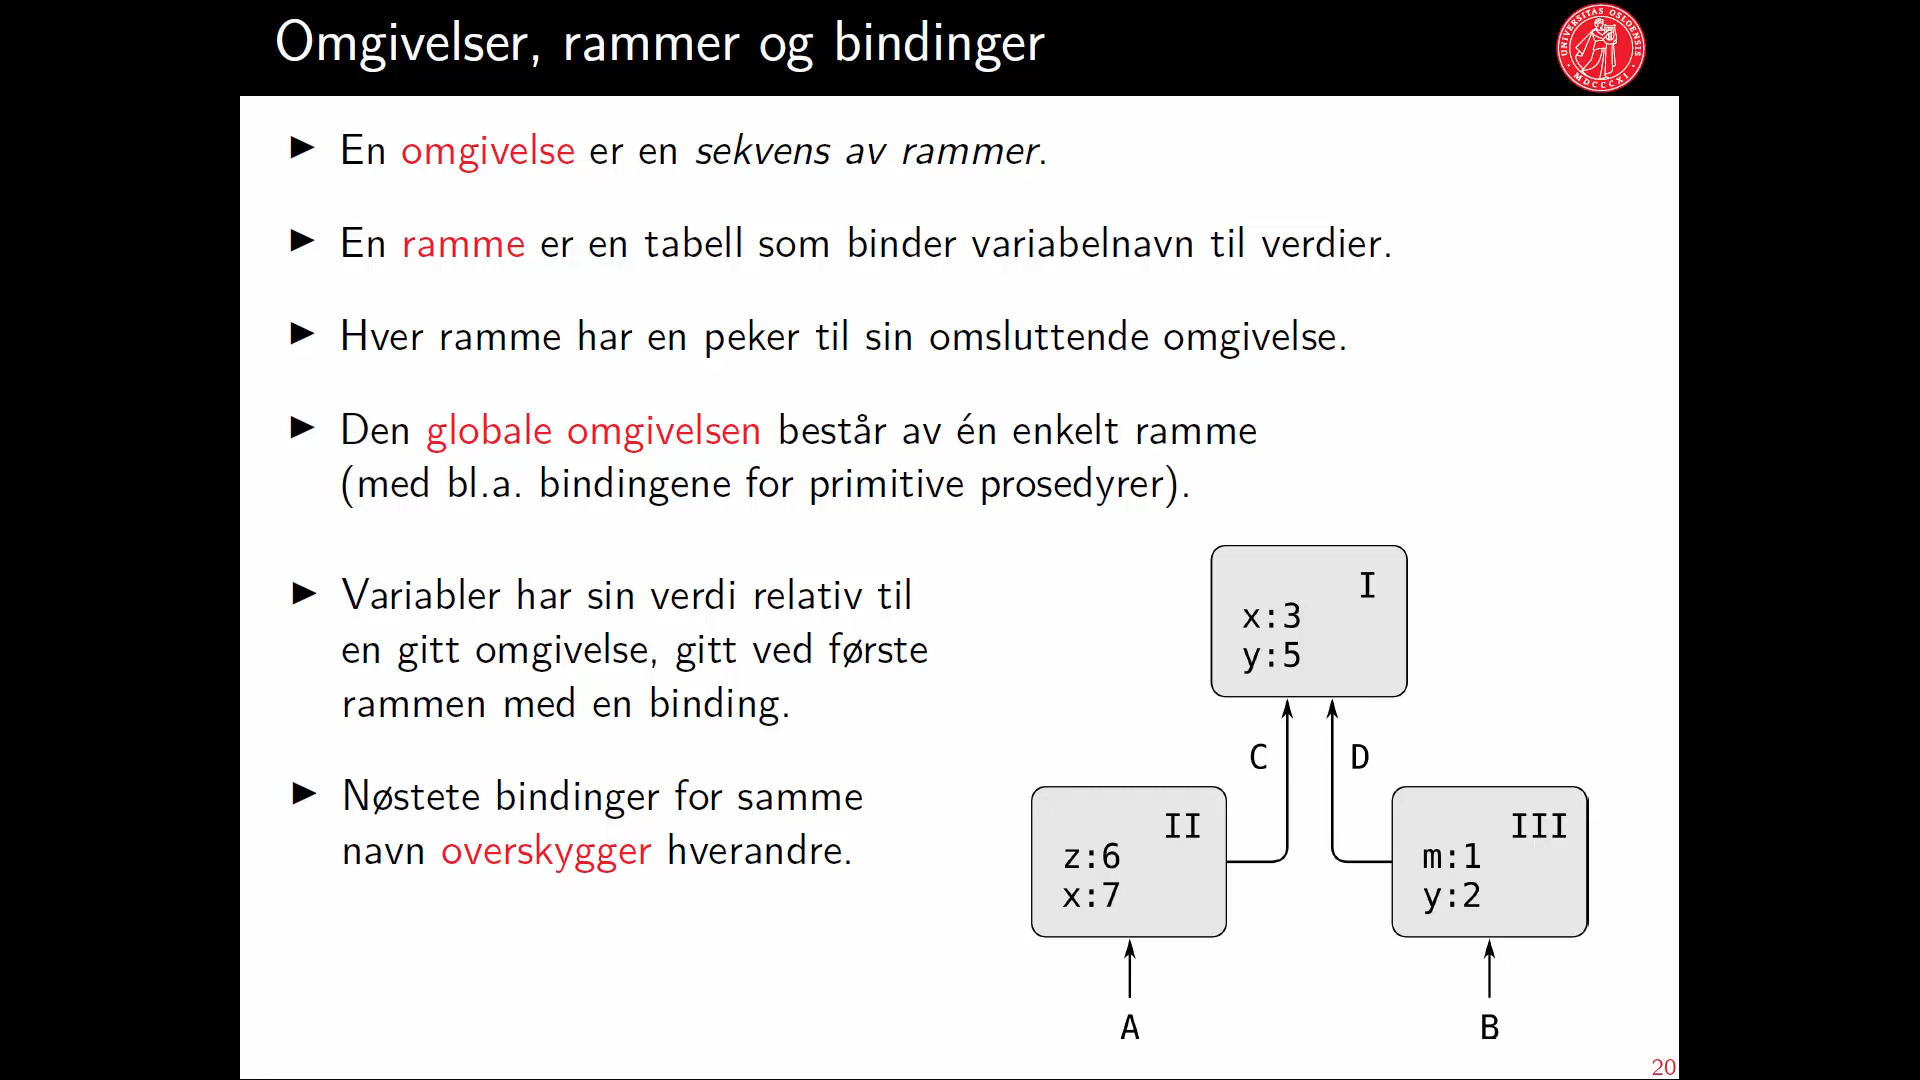 Omgivelser, rammer og bindinger
UNIVERSITAS OSLOENSIS
MDCCCXI
▶ En omgivelse er en sekvens av rammer.
▶ En ramme er en tabell som binder variabelnavn til verdier.
▶ Hver ramme har en peker til sin omsluttende omgivelse.
▶ Den globale omgivelsen består av én enkelt ramme
(med bl.a. bindingene for primitive prosedyrer).
▶ Variabler har sin verdi relativ til
en gitt omgivelse, gitt ved første
rammen med en binding.
▶ Nøstete bindinger for samme
navn overskygger hverandre.
I
x:3
y:5
C
D
II
z:6
x:7
III
m:1
y:2
A
B
20